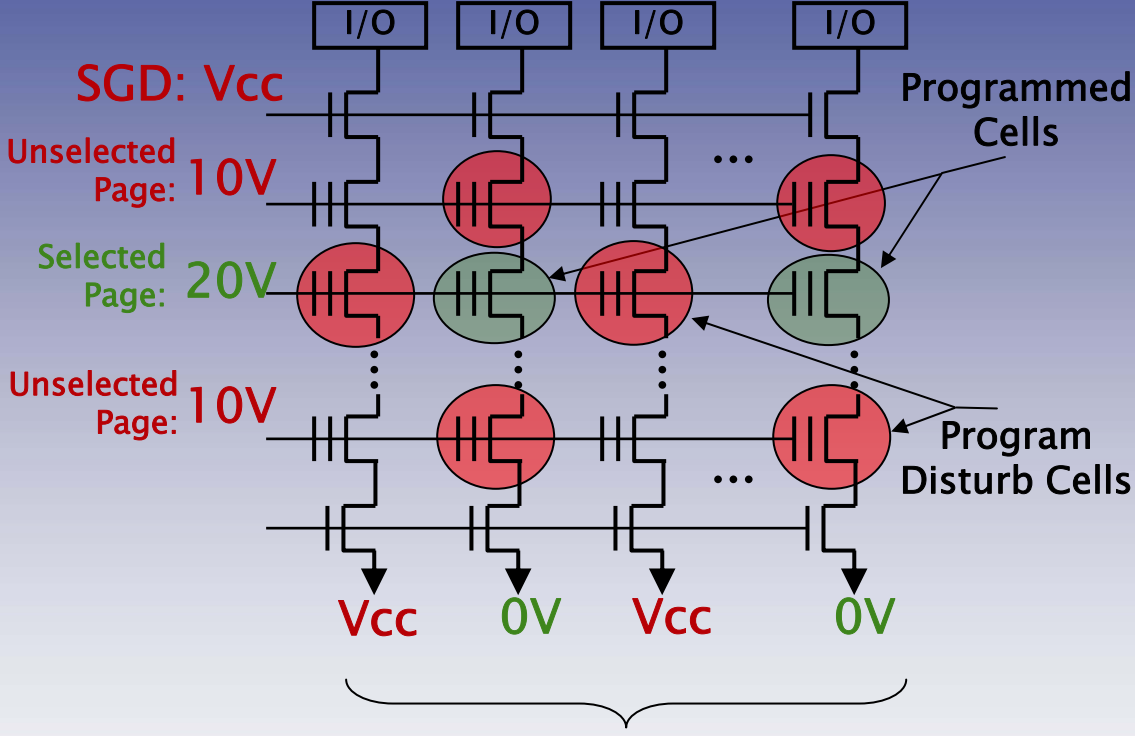 I/O I/O I/O I/O
SGD: Vcc
Programmed
Cells
Unselected
Page: 10V
...
Selected
Page: 20V
Unselected
Page: 10V
Program
Disturb Cells
...
Vcc 0V Vcc 0V